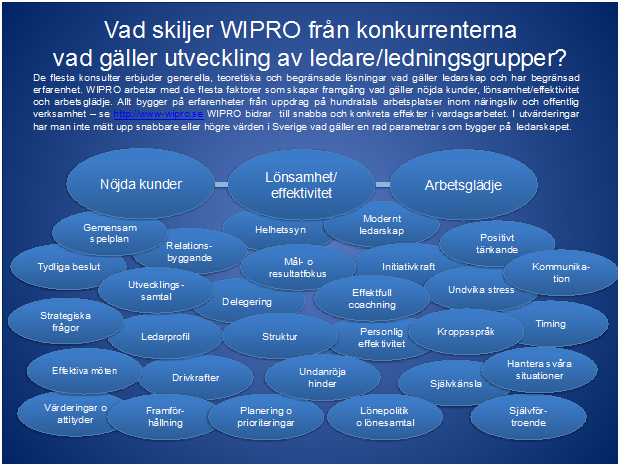 Vad skiljer WIPRO från konkurrenterna
vad gäller utveckling av ledare/ledningsgrupper?
De flesta konsulter erbjuder generella, teoretiska och begränsade lösningar vad gäller ledarskap och har begränsad
erfarenhet. WIPRO arbetar med de flesta faktorer som skapar framgång vad gäller nöjda kunder, lönsamhet/effektivitet
och arbetsglädje. Allt bygger på erfarenheter från uppdrag på hundratals arbetsplatser inom näringsliv och offentlig
verksamhet – se http://www-wipro.se WIPRO bidrar till snabba och konkreta effekter i vardagsarbetet. I utvärderingar
har man inte mätt upp snabbare eller högre värden i Sverige vad gäller en rad parametrar som bygger på ledarskapet.
Nöjda kunder
Lönsamhet/
effektivitet
Arbetsglädje
Gemensam
spelplan
Relations-
byggande
Helhetssyn
Modernt
ledarskap
Positivt
tänkande
Tydliga beslut
Utvecklings-
samtal
Mål- o
resultatfokus
Initiativkraft
Kommunika-
tion
Delegering
Effektfull
coachning
Undvika stress
Strategiska
frågor
Ledarprofil
Struktur
Personlig
effektivitet
Kroppsspråk
Timing
Effektiva möten
Drivkrafter
Undanröja
hinder
Självkänsla
Hantera svåra
situationer
Värderingar o
attityder
Framför-
hållning
Planering o
prioriteringar
Lönepolitik
o lönesamtal
Självför-
troende